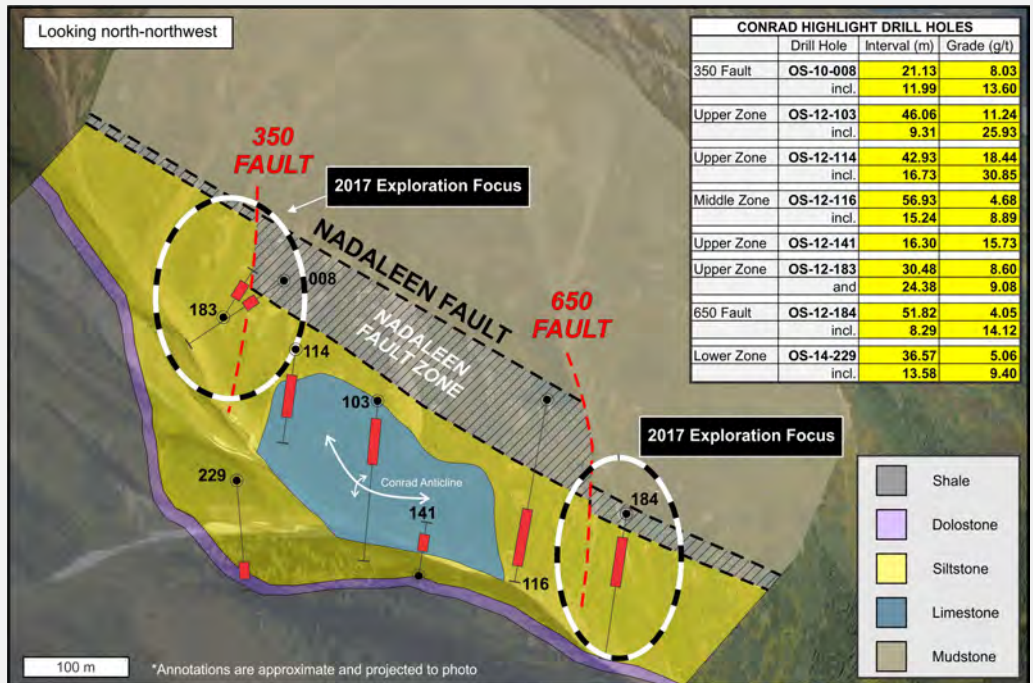 Looking north-northwest
CONRAD HIGHLIGHT DRILL HOLES
Drill Hole Interval (m) Grade (g/t)
350 Fault OS-10-008 21.13 8.03
incl. 11.99 13.60
Upper Zone OS-12-103 46.06 11.24
incl. 9.31 25.93
Upper Zone OS-12-114 42.93 18.44
incl. 16.73 30.85
Middle Zone OS-12-116 56.93 4.68
incl. 15.24 8.89
Upper Zone OS-12-141 16.30 15.73
Upper Zone OS-12-183 30.48 8.60
and 24.38 9.08
650 Fault OS-12-184 51.82 4.05
incl. 8.29 14.12
Lower Zone OS-14-229 36.57 5.06
incl. 13.58 9.40
350
FAULT
2017 Exploration Focus
NADALEEN FAULT
008
183
NADALEEN
FAULT ZONE
650
FAULT
114
103
2017 Exploration Focus
229
Conrad Anticline
141
184
116
Shale
Dolostone
Siltstone
Limestone
Mudstone
100 m
*Annotations are approximate and projected to photo